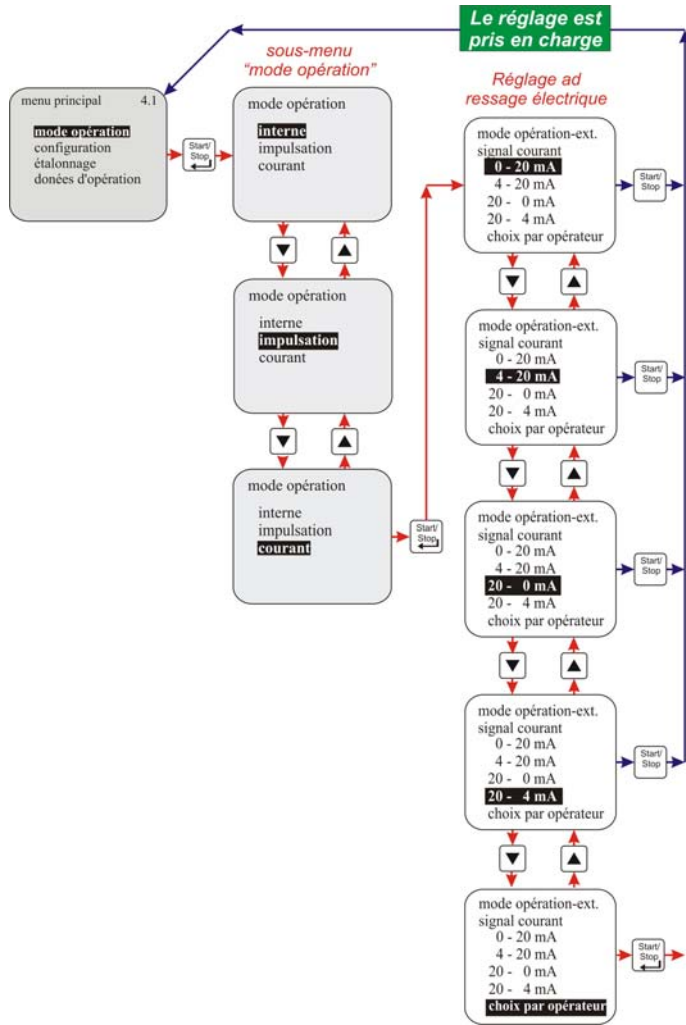 Le réglage est
pris en charge
sous-menu
“mode opération”
Réglage ad
ressage électrique
menu principal 4.1
mode opération
configuration
étalonnage
donées d'opération
Start/
Stop
mode opération
interne
impulsation
courant
mode opération
interne
impulsation
courant
mode opération
interne
impulsation
courant
Start/
Stop
mode opération-ext.
signal courant
0 - 20 mA
4 - 20 mA
20 - 0 mA
20 - 4 mA
choix par opérateur
Start/
Stop
mode opération-ext.
signal courant
0 - 20 mA
4 - 20 mA
20 - 0 mA
20 - 4 mA
choix par opérateur
Start/
Stop
mode opération-ext.
signal courant
0 - 20 mA
4 - 20 mA
20 - 0 mA
20 - 4 mA
choix par opérateur
Start/
Stop
mode opération-ext.
signal courant
0 - 20 mA
4 - 20 mA
20 - 0 mA
20 - 4 mA
choix par opérateur
Start/
Stop
mode opération-ext.
signal courant
0 - 20 mA
4 - 20 mA
20 - 0 mA
20 - 4 mA
choix par opérateur
Start/
Stop